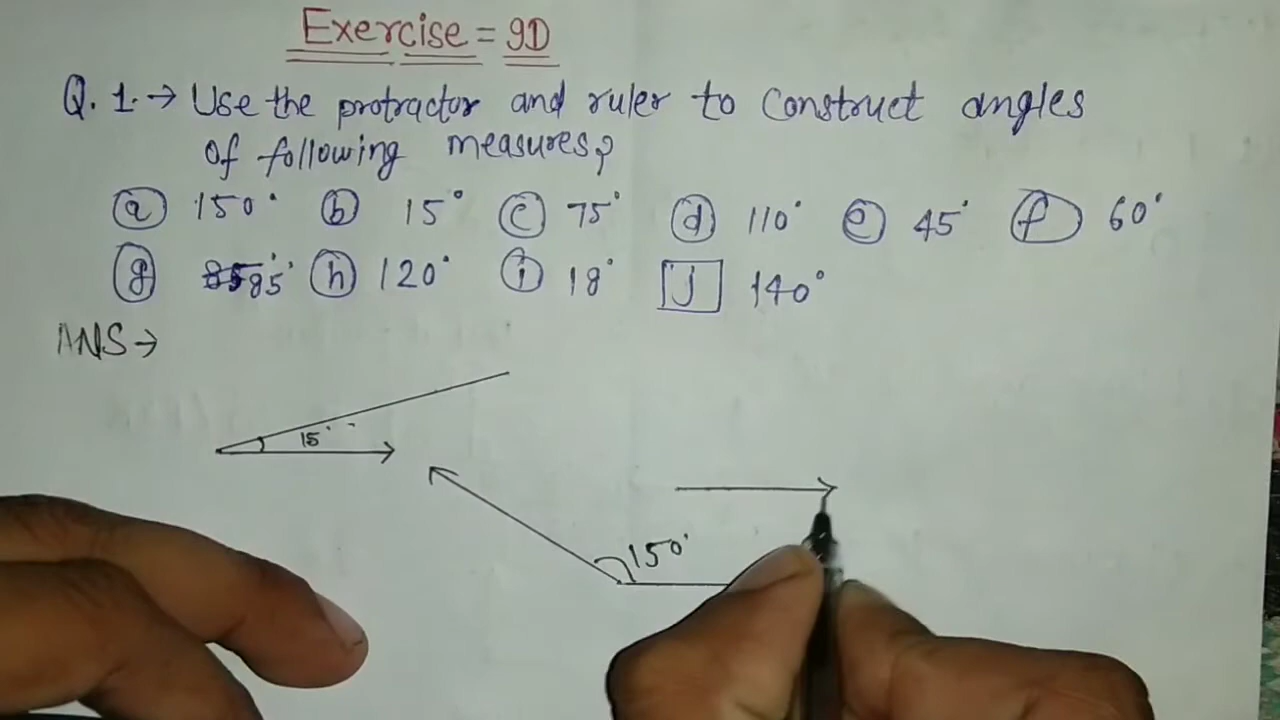 Exercise = 9D
Q. 1. → Use the protractor and ruler to construct angles
of following measures?
(a) 150° (b) 15° (c) 75° (d) 110° (e) 45° (f) 60°
(g) 85° (h) 120° (i) 18° [J] 140°
ANS →
15°
150°